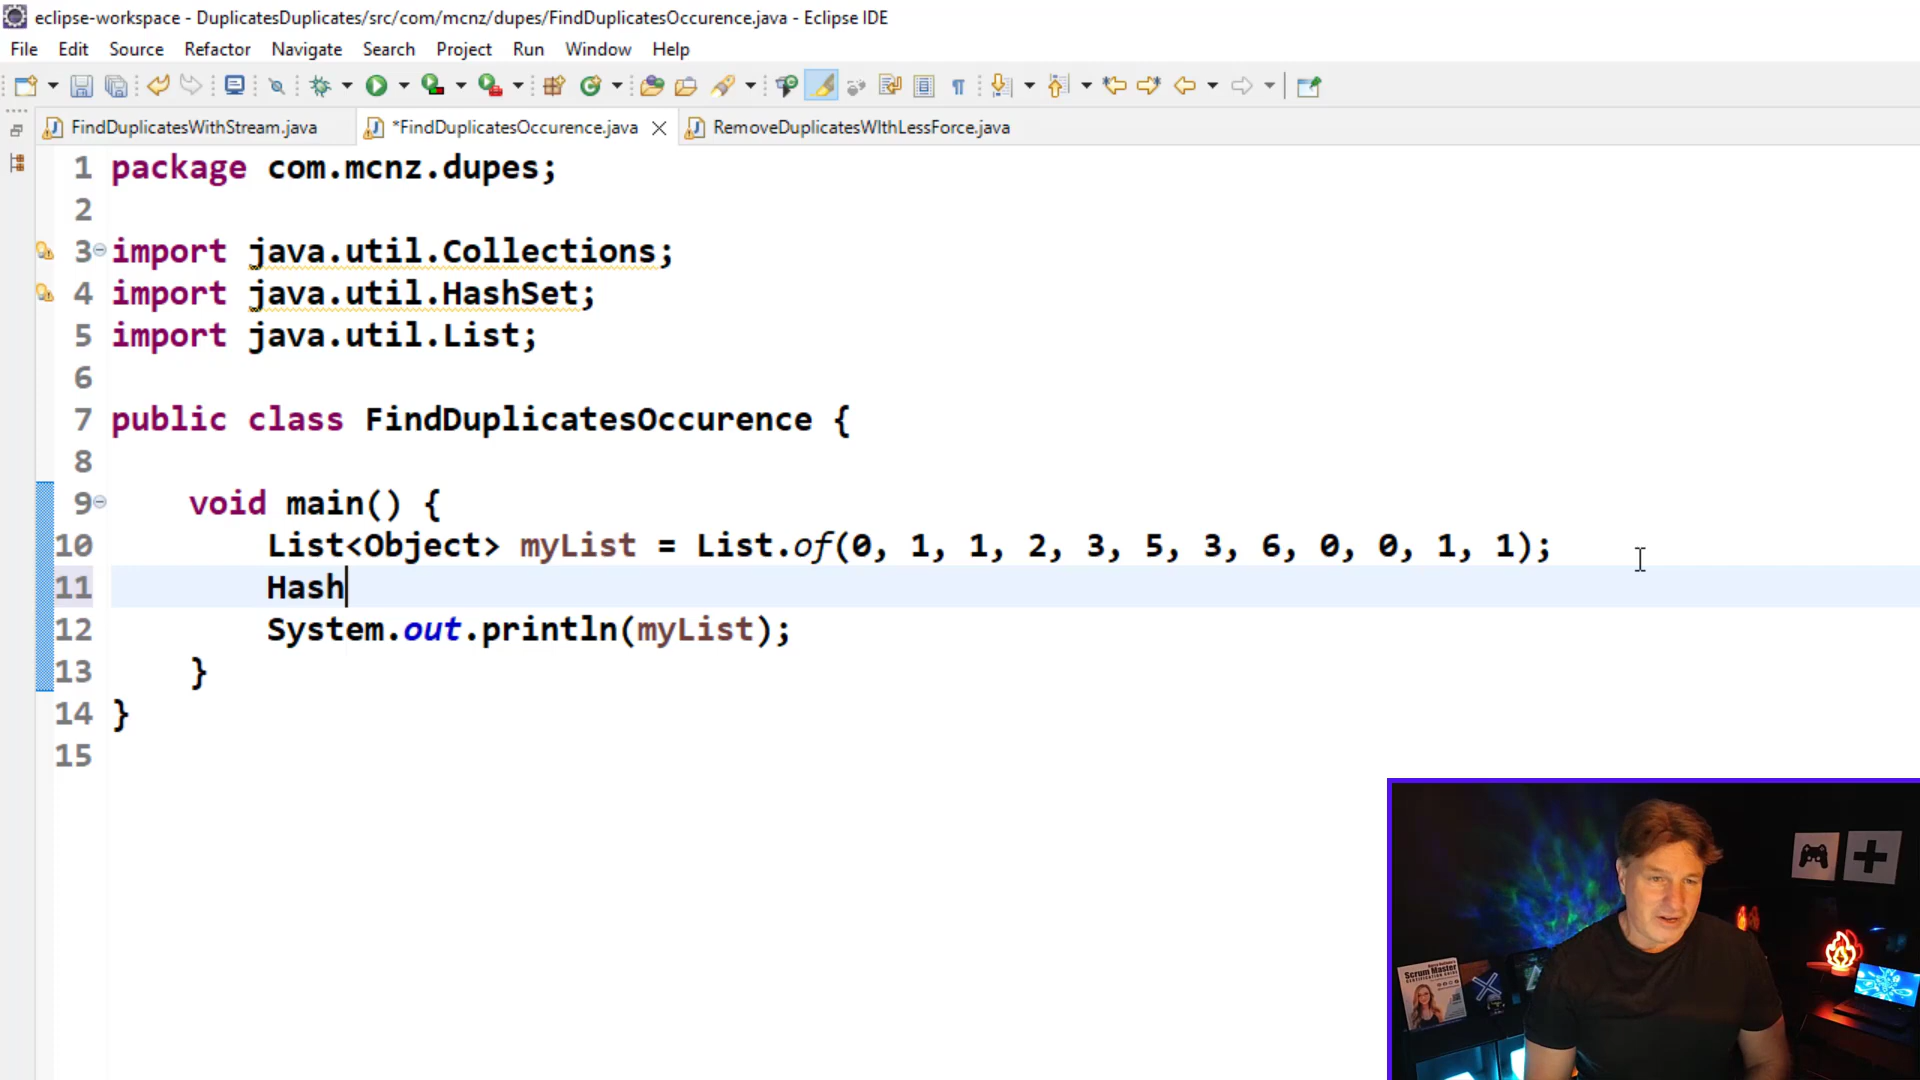 eclipse-workspace - DuplicatesDuplicates/src/com/mcnz/dupes/FindDuplicatesOccurence.java - Eclipse IDE
File Edit Source Refactor Navigate Search Project Run Window Help
FindDuplicatesWithStream.java *FindDuplicatesOccurence.java RemoveDuplicatesWIthLessForce.java
1 package com.mcnz.dupes;
2
3 import java.util.Collections;
4 import java.util.HashSet;
5 import java.util.List;
6
7 public class FindDuplicatesOccurence {
8
9 void main() {
10 List<Object> myList = List.of(0, 1, 1, 2, 3, 5, 3, 6, 0, 0, 1, 1);
11 Hash
12 System.out.println(myList);
13 }
14 }
15
Scrum Master